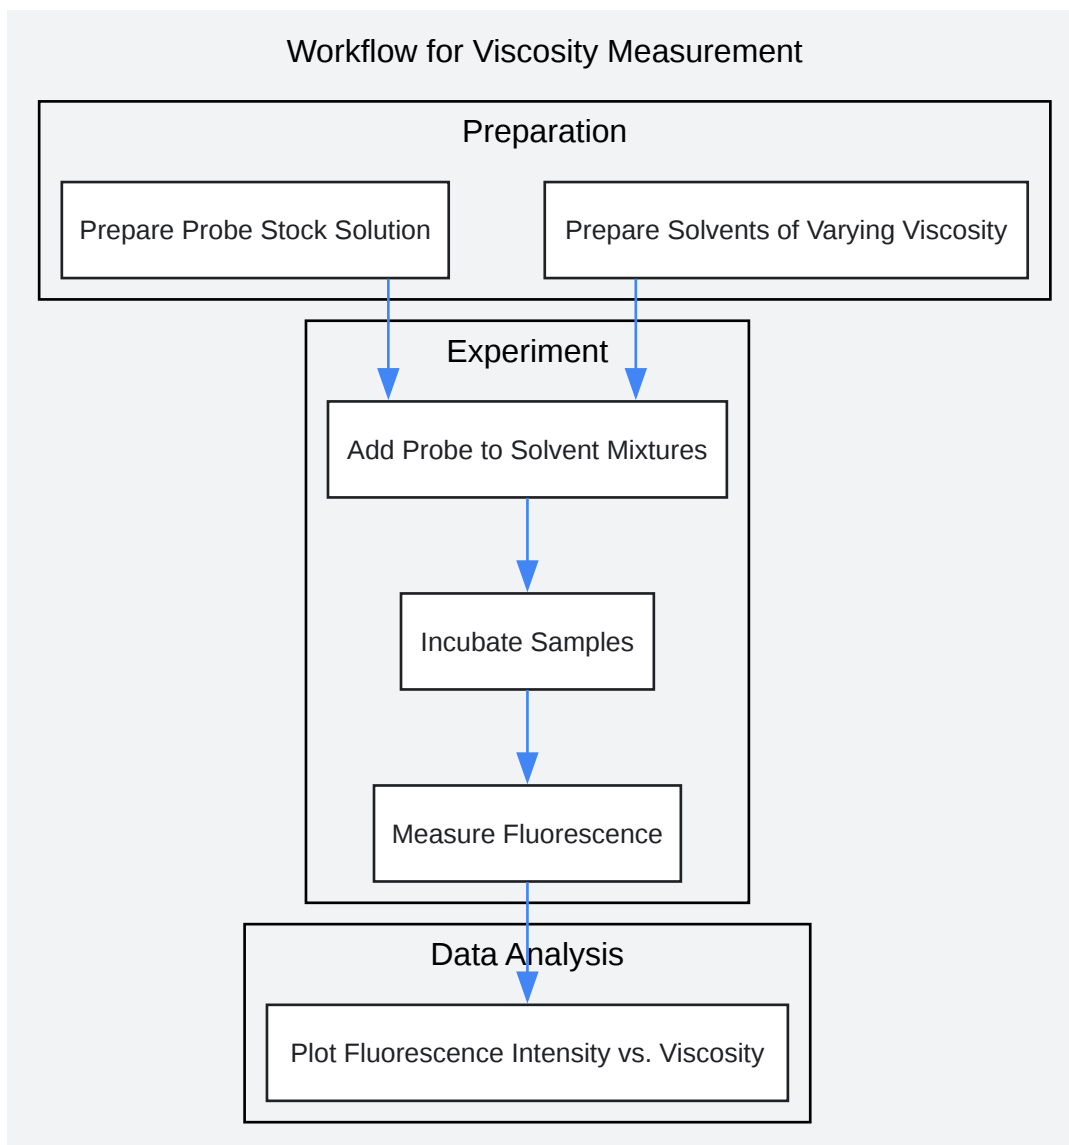 Workflow for Viscosity Measurement
Preparation
Prepare Probe Stock Solution
Prepare Solvents of Varying Viscosity
Experiment
Add Probe to Solvent Mixtures
Incubate Samples
Measure Fluorescence
Data Analysis
Plot Fluorescence Intensity vs. Viscosity